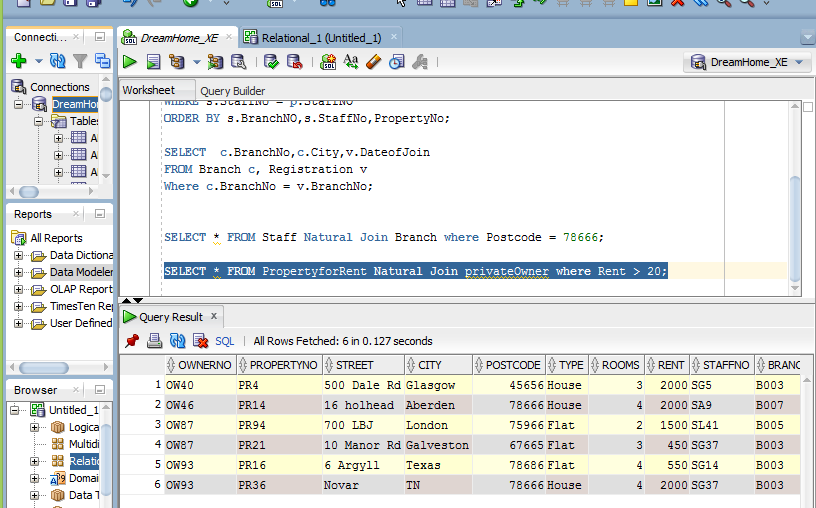 SQL
Connecti...
DreamHome_XE
Relational_1 (Untitled_1)
DreamHome_XE
Connections
DreamHo
Tables
A
A
A
Worksheet
Query Builder
WHERE s.StaffNO = p.StaffNO
ORDER BY s.BranchNO,s.StaffNo,PropertyNo;
SELECT c.BranchNo,c.City,v.DateofJoin
FROM Branch c, Registration v
Where c.BranchNo = v.BranchNo;
SELECT * FROM Staff Natural Join Branch where Postcode = 78666;
SELECT * FROM PropertyforRent Natural Join privateOwner where Rent > 20;
Reports
All Reports
Data Dictiona
Data Modeler
OLAP Report
TimesTen Rep
User Defined
Browser
Untitled_1
Logica
Multidi
Relatio
Domai
Data T
Query Result
SQL | All Rows Fetched: 6 in 0.127 seconds
OWNERNO PROPERTYNO STREET CITY POSTCODE TYPE ROOMS RENT STAFFNO BRANC
1 OW40 PR4 500 Dale Rd Glasgow 45656 House 3 2000 SG5 B003
2 OW46 PR14 16 holhead Aberden 78666 House 4 2000 SA9 B007
3 OW87 PR94 700 LBJ London 75966 Flat 2 1500 SL41 B005
4 OW87 PR21 10 Manor Rd Galveston 67665 Flat 3 450 SG37 B003
5 OW93 PR16 6 Argyll Texas 78686 Flat 4 550 SG14 B003
6 OW93 PR36 Novar TN 78666 House 4 2000 SG37 B003